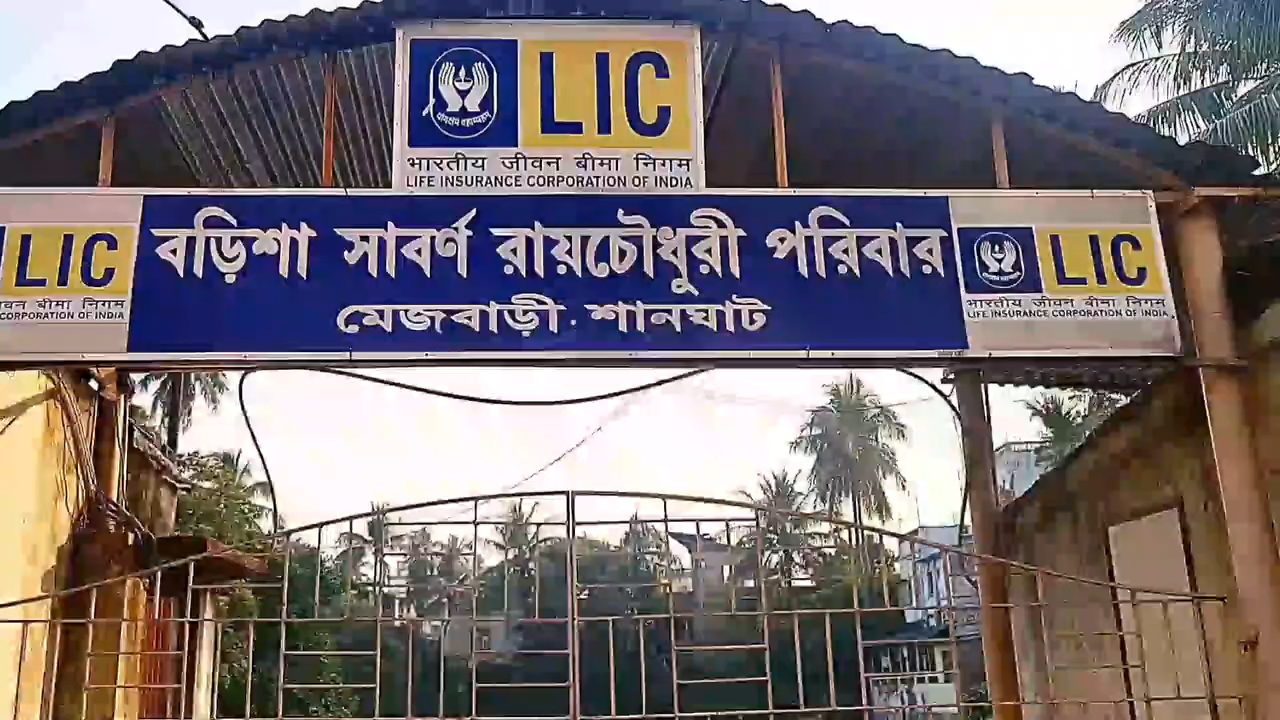 LIC
भारतीय जीवन बीमा निगम
LIFE INSURANCE CORPORATION OF INDIA
LIC
जीवन बीमा निगम
CORPORATION OF INDIA
বড়িশা সাবর্ণ রায়চৌধুরী পরিবার
মেজবাড়ী · শানঘাট
LIC
भारतीय जीवन बीमा निगम
LIFE INSURANCE CORPORATION OF INDIA